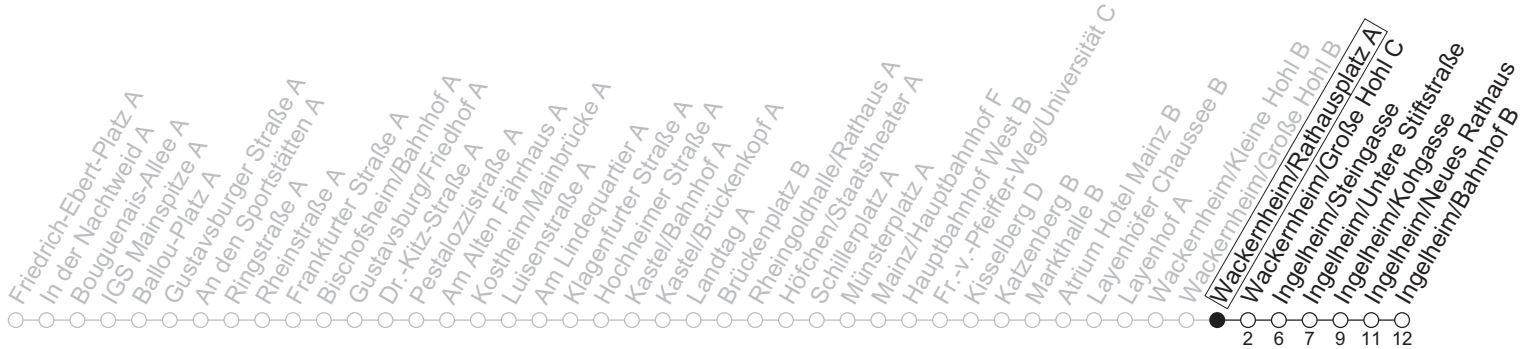 Friedrich-Ebert-Platz A
In der Nachtweid A
Bouguenais-Allee A
IGS Mainspitze A
Ballou-Platz A
Gustavsburger Straße A
An den Sportstätten A
Ringstraße A
Rheinstraße A
Frankfurter Straße A
Bischofsheim/Bahnhof A
Gustavsburg/Friedhof A
Dr.-Kitz-Straße A
Pestalozzistraße A
Am Alten Fährhaus A
Kostheim/Mainbrücke A
Luisenstraße A
Am Lindequartier A
Klagenfurter Straße A
Hochheimer Straße A
Kastel/Bahnhof A
Kastel/Brückenkopf A
Landtag A
Brückenplatz B
Rheingoldhalle/Rathaus A
Höfchen/Staatstheater A
Schillerplatz A
Münsterplatz A
Mainz/Hauptbahnhof F
Hauptbahnhof West B
Fr.-v.-Pfeiffer-Weg/Universität C
Kisselberg D
Katzenberg B
Markthalle B
Atrium Hotel Mainz B
Layenhöfer Chaussee B
Layenhof A
Wackernheim/Kleine Hohl B
Wackernheim/Große Hohl B
Wackernheim/Rathausplatz A
Wackernheim/Große Hohl C
Ingelheim/Steingasse
Ingelheim/Untere Stiftstraße
Ingelheim/Kohgasse
Ingelheim/Neues Rathaus
Ingelheim/Bahnhof B
2 6 7 9 11 12